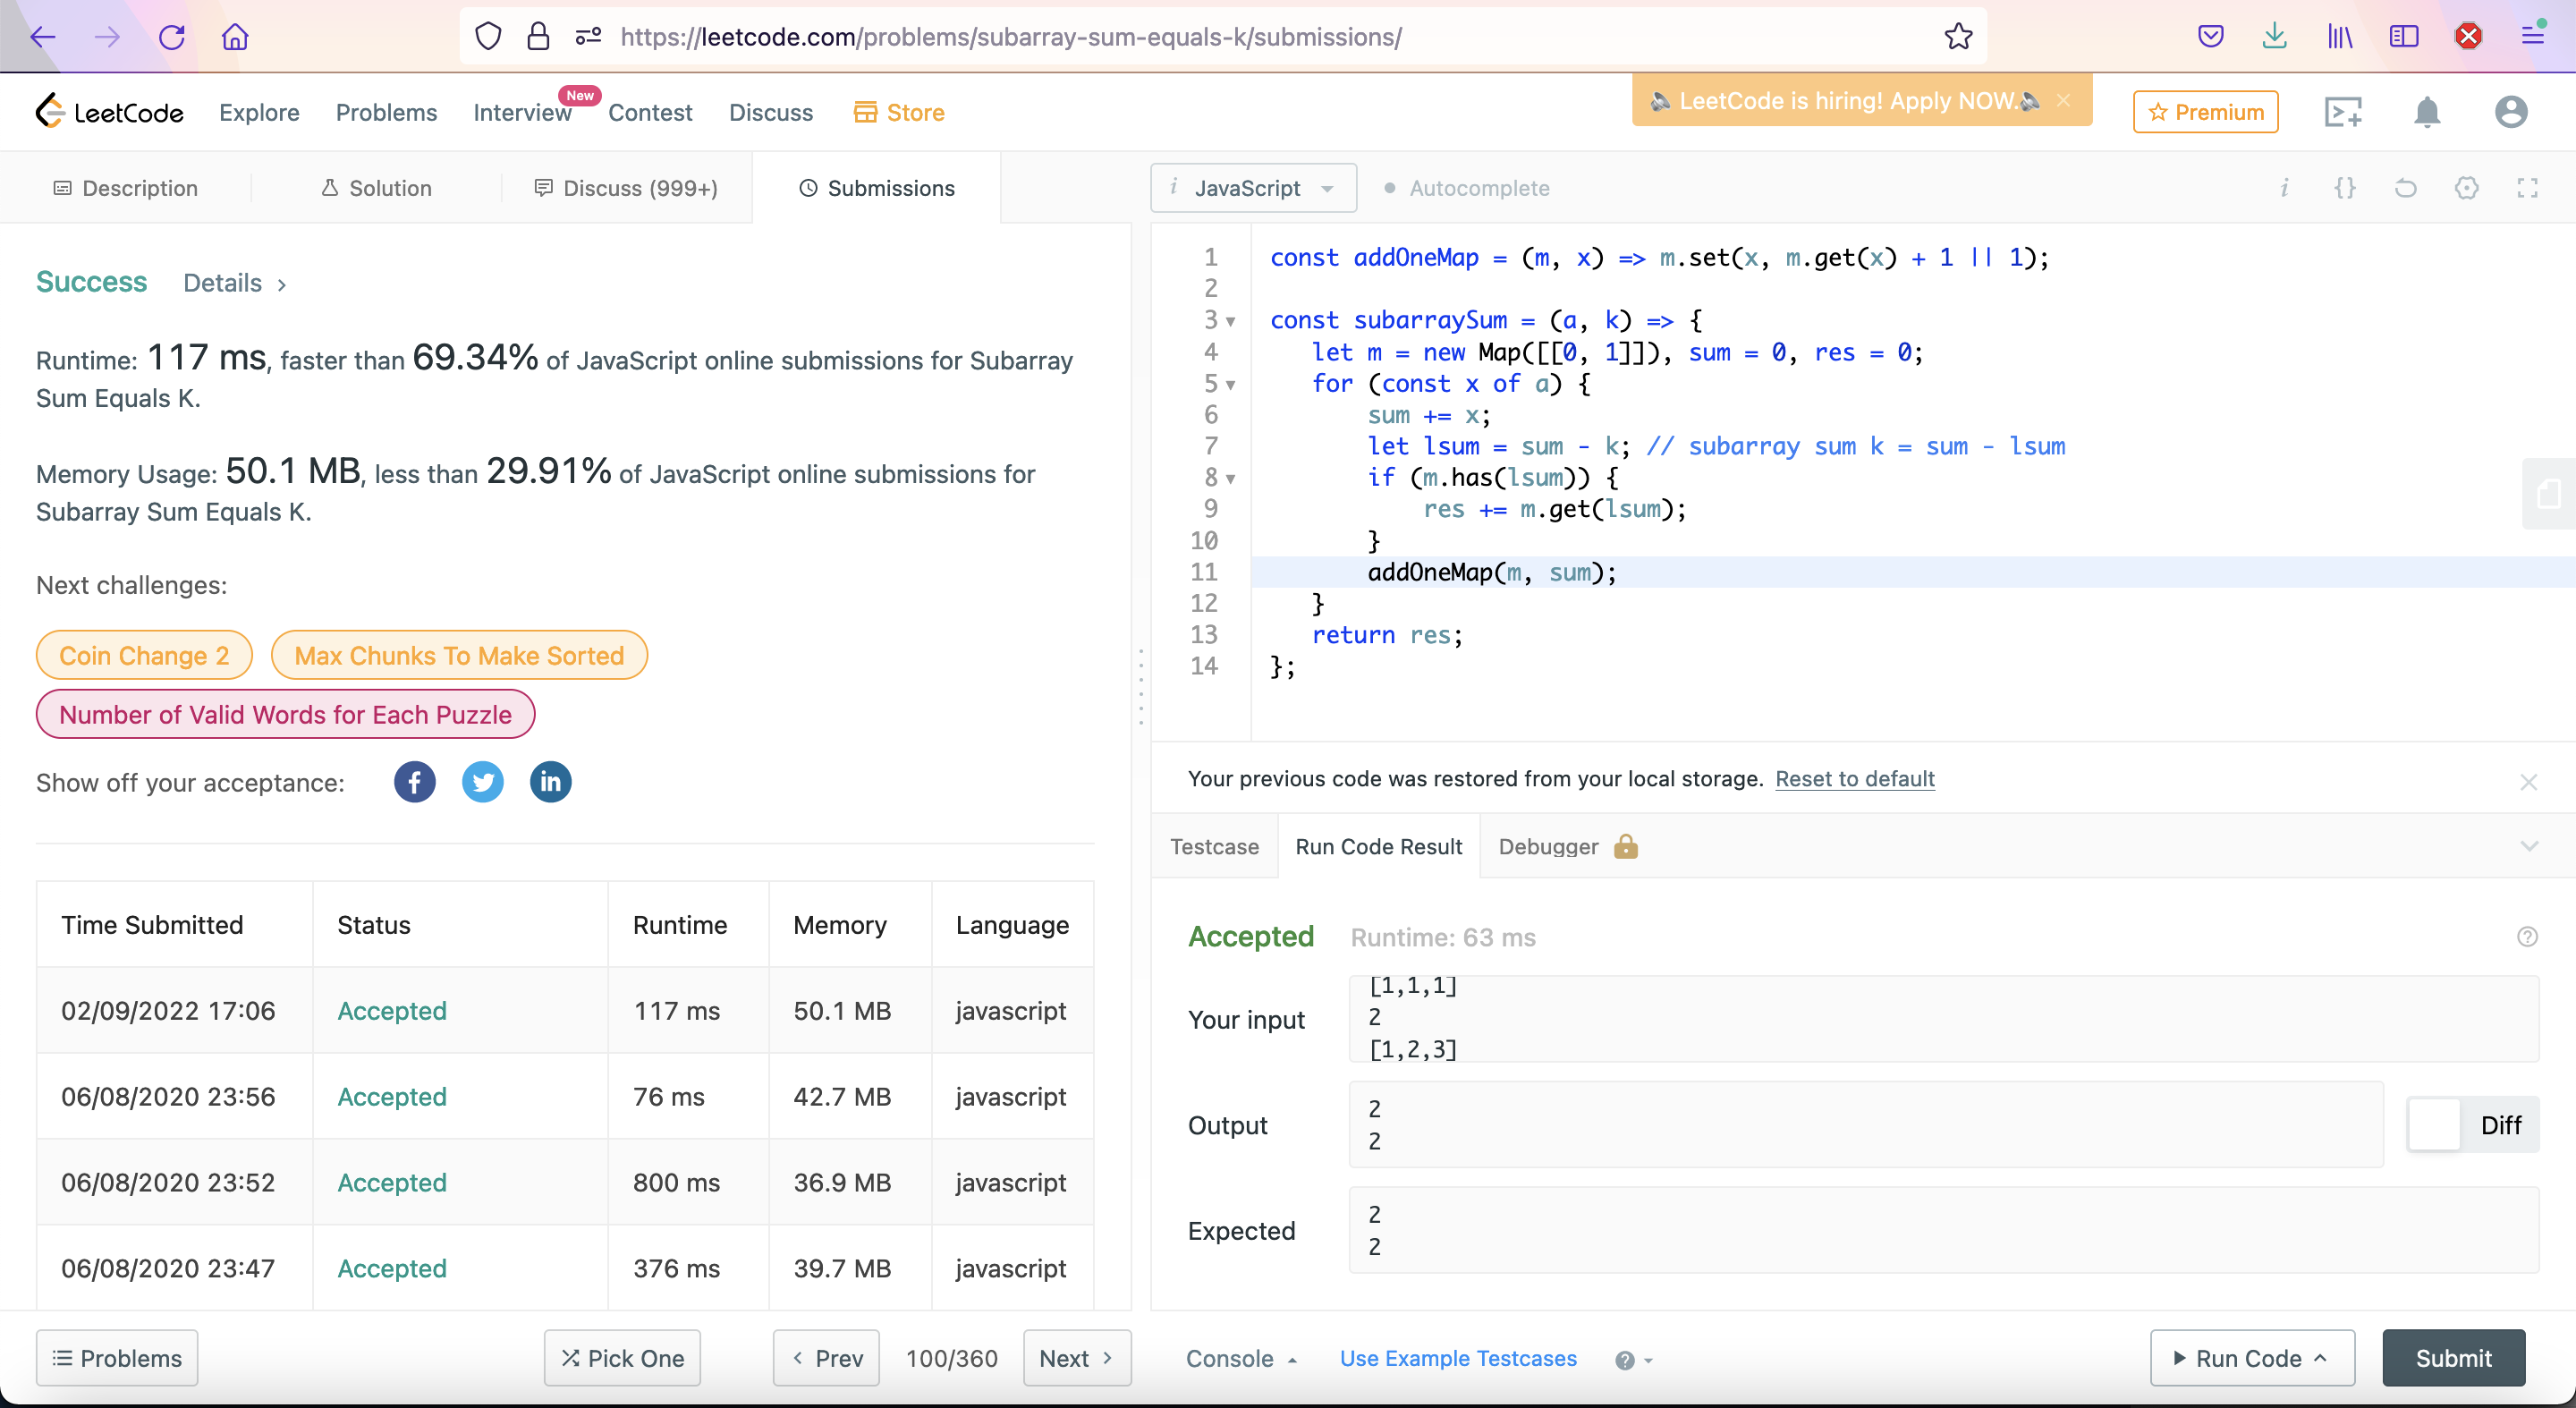 https://leetcode.com/problems/subarray-sum-equals-k/submissions/
LeetCode
Explore
Problems
Interview
New
Contest
Discuss
Store
LeetCode is hiring! Apply NOW.
Premium
Description
Solution
Discuss (999+)
Submissions
i JavaScript
Autocomplete
i {}
Success Details >
Runtime: 117 ms, faster than 69.34% of JavaScript online submissions for Subarray
Sum Equals K.
Memory Usage: 50.1 MB, less than 29.91% of JavaScript online submissions for
Subarray Sum Equals K.
Next challenges:
Coin Change 2
Max Chunks To Make Sorted
Number of Valid Words for Each Puzzle
Show off your acceptance:
Time Submitted Status Runtime Memory Language
02/09/2022 17:06 Accepted 117 ms 50.1 MB javascript
06/08/2020 23:56 Accepted 76 ms 42.7 MB javascript
06/08/2020 23:52 Accepted 800 ms 36.9 MB javascript
06/08/2020 23:47 Accepted 376 ms 39.7 MB javascript
Problems
Pick One
< Prev
100/360
Next >
1 const addOneMap = (m, x) => m.set(x, m.get(x) + 1 || 1);
2
3 const subarraySum = (a, k) => {
4 let m = new Map([[0, 1]]), sum = 0, res = 0;
5 for (const x of a) {
6 sum += x;
7 let lsum = sum - k; // subarray sum k = sum - lsum
8 if (m.has(lsum)) {
9 res += m.get(lsum);
10 }
11 addOneMap(m, sum);
12 }
13 return res;
14 };
Your previous code was restored from your local storage. Reset to default
Testcase
Run Code Result
Debugger
Accepted Runtime: 63 ms
Your input
[1,1,1]
2
[1,2,3]
Output
2
2
Diff
Expected
2
2
Console
Use Example Testcases
Run Code
Submit